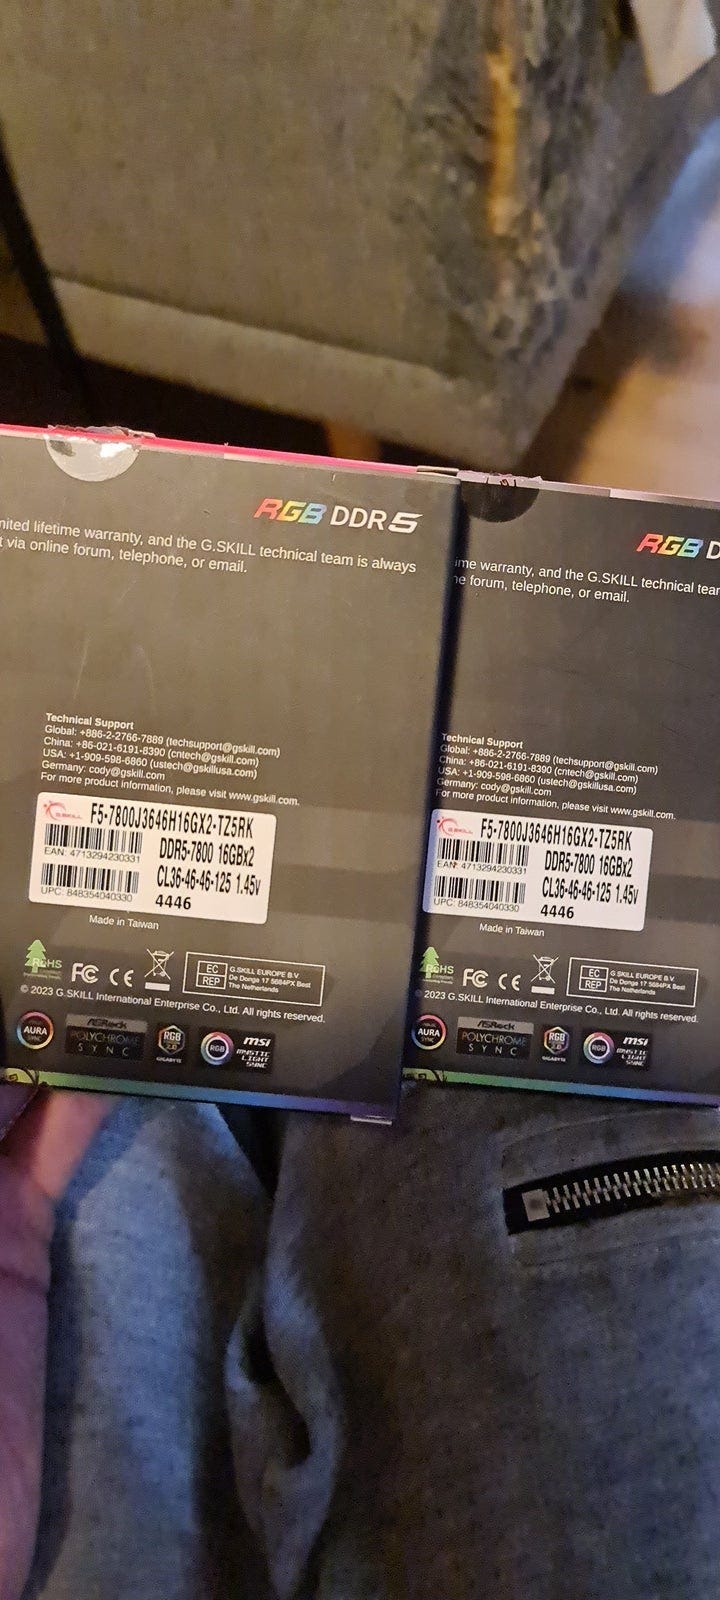 RGB DDR5
nited lifetime warranty, and the G.SKILL technical team is always
t via online forum, telephone, or email.
Technical Support
Global: +886-2-2766-7889 (techsupport@gskill.com)
China: +86-021-6191-8390 (cntech@gskill.com)
USA: +1-909-598-6860 (ustech@gskillusa.com)
Germany: cody@gskill.com
For more product information, please visit www.gskill.com.
G.SKILL
F5-7800J3646H16GX2-TZ5RK
DDR5-7800 16GBx2
EAN: 4713294230331
CL36-46-46-125 1.45v
UPC: 848354040330
4446
Made in Taiwan
RoHS
FC CE
EC REP
G.SKILL EUROPE B.V.
De Donge 17 5684PX Best
The Netherlands
© 2023 G.SKILL International Enterprise Co., Ltd. All rights reserved.
AURA
SYNC
ASRock
POLYCHROME
SYNC
RGB
2.0
GIGABYTE
RGB
msi
MYSTIC
LIGHT
SYNC
RGB D
ime warranty, and the G.SKILL technical tear
ne forum, telephone, or email.
Technical Support
Global: +886-2-2766-7889 (techsupport@gskill.com)
China: +86-021-6191-8390 (cntech@gskill.com)
USA: +1-909-598-6860 (ustech@gskillusa.com)
Germany: cody@gskill.com
For more product information, please visit www.gskill.com.
G.SKILL
F5-7800J3646H16GX2-TZ5RK
DDR5-7800 16GBx2
EAN: 4713294230331
CL36-46-46-125 1.45v
UPC: 848354040330
4446
Made in Taiwan
RoHS
FC CE
EC REP
G.SKILL EUROPE B.V.
De Donge 17 5684PX Best
The Netherlands
2023 G.SKILL International Enterprise Co., Ltd. All rights reserved.
AURA
ASRock
POLYCHROME
SYNC
RGB
2.0
GIGABYTE
RGB
msi
MYSTIC
LIGHT
SYNC